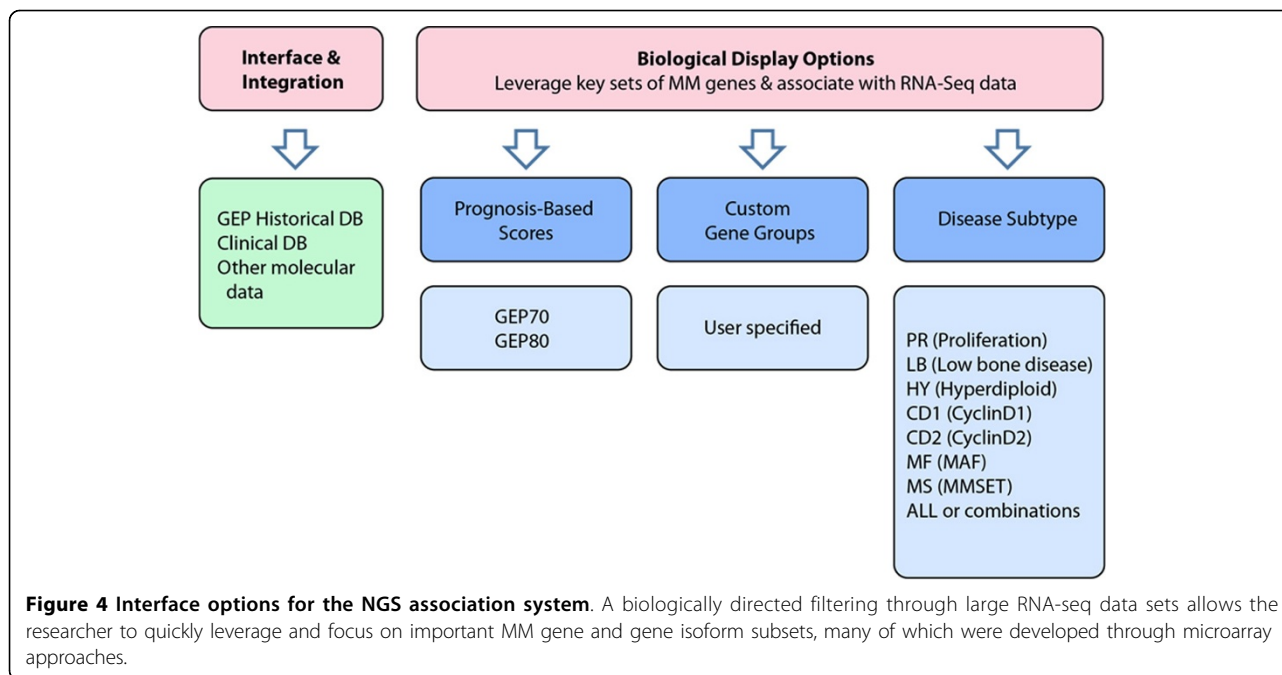 Interface &
Integration
Biological Display Options
Leverage key sets of MM genes & associate with RNA-Seq data
GEP Historical DB
Clinical DB
Other molecular
data
Prognosis-Based
Scores
Custom
Gene Groups
Disease Subtype
GEP70
GEP80
User specified
PR (Proliferation)
LB (Low bone disease)
HY (Hyperdiploid)
CD1 (CyclinD1)
CD2 (CyclinD2)
MF (MAF)
MS (MMSET)
ALL or combinations
Figure 4 Interface options for the NGS association system. A biologically directed filtering through large RNA-seq data sets allows the
researcher to quickly leverage and focus on important MM gene and gene isoform subsets, many of which were developed through microarray
approaches.